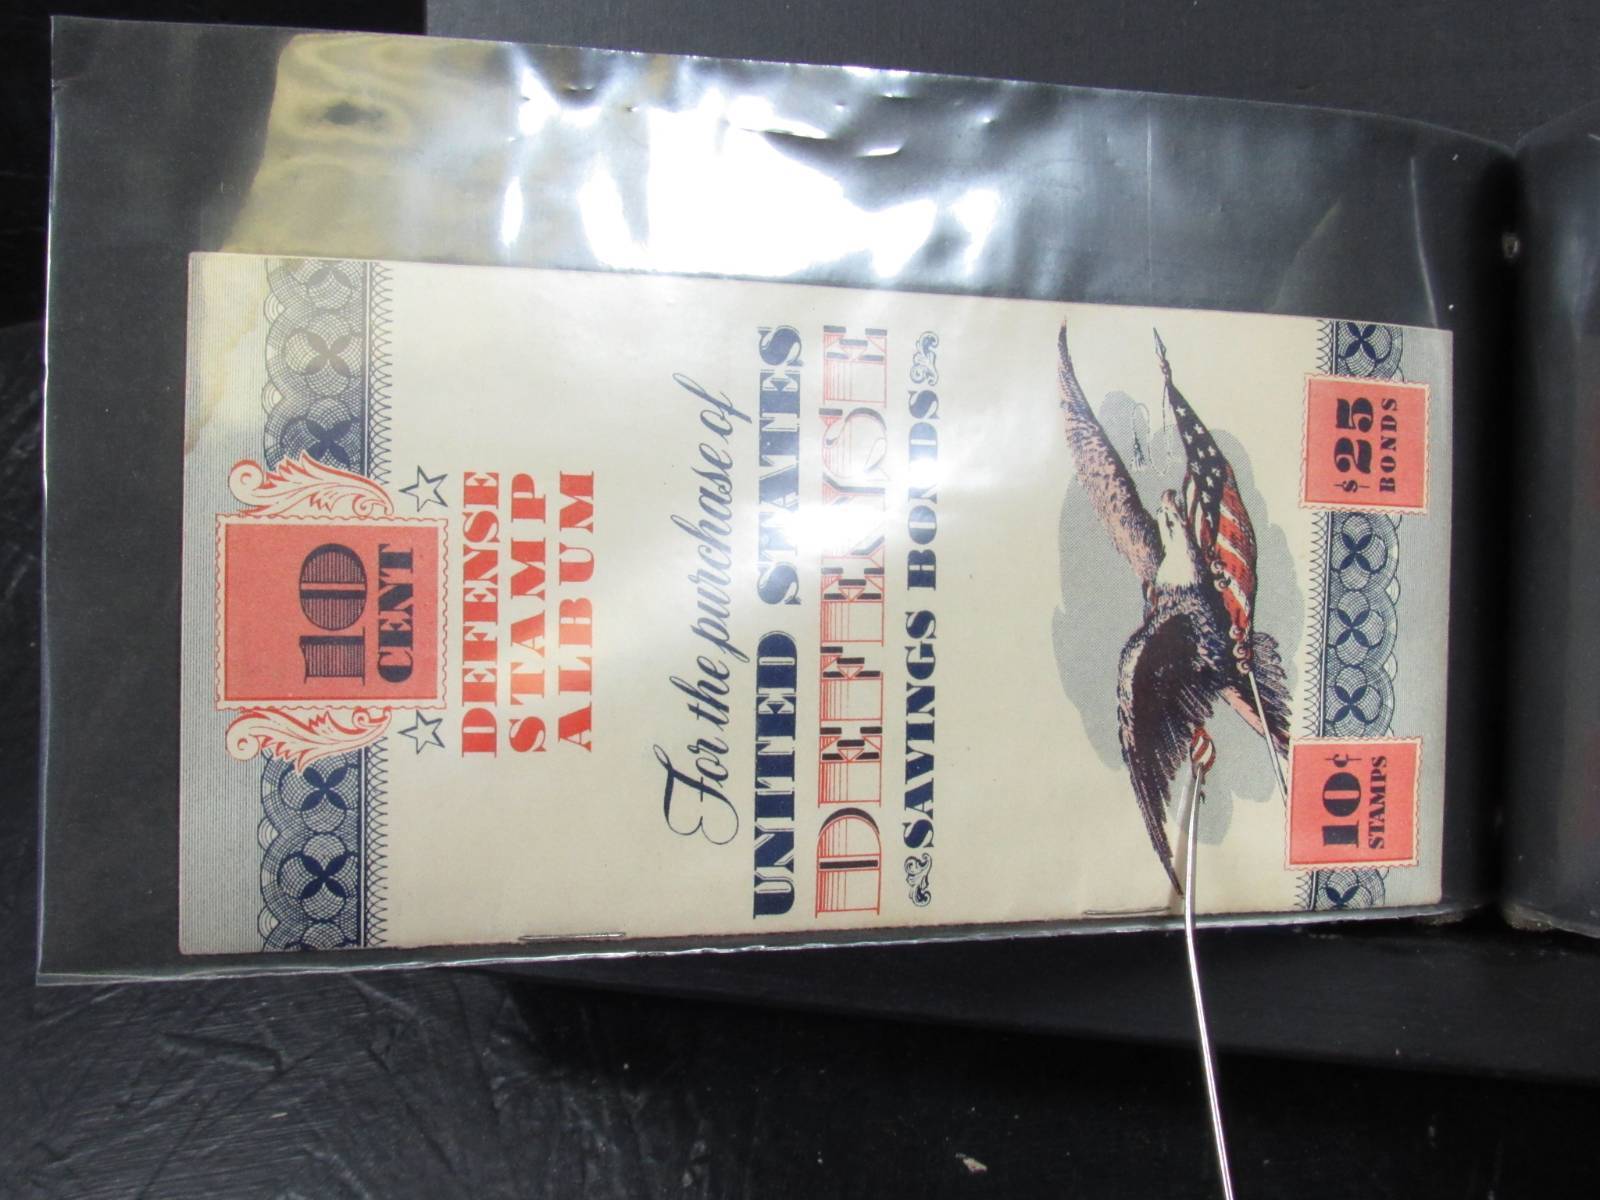 10
CENT
DEFENSE
STAMP
ALBUM
For the purchase of
UNITED STATES
DEFENSE
SAVINGS BONDS
10¢
STAMPS
$25
BONDS